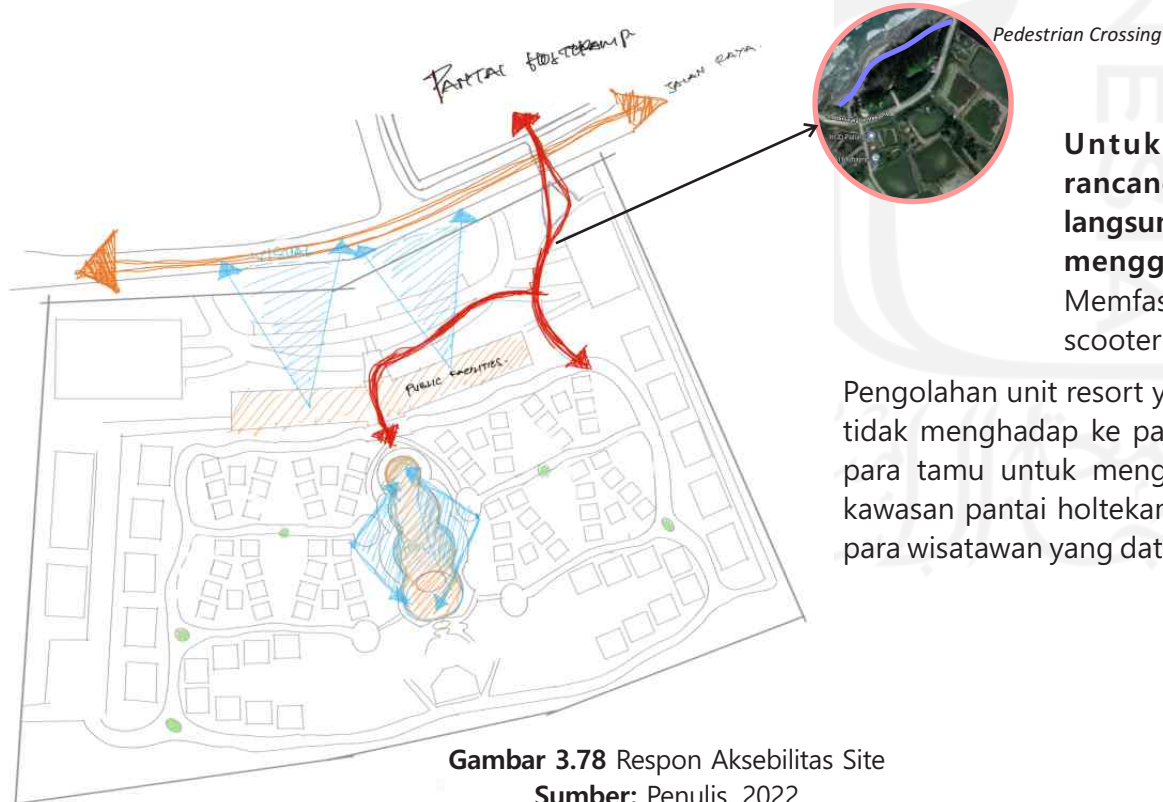 PANTAI HOLTEKAMP
JALAN RAYA.
Pedestrian Crossing
VISUAL
PUBLIC FACILITIES.
Untuk
rancan
langsun
mengg
Memfas
scooter
Pengolahan unit resort y
tidak menghadap ke pa
para tamu untuk meng
kawasan pantai holtekar
para wisatawan yang dat
Gambar 3.78 Respon Aksebilitas Site
Sumber: Penulis, 2022